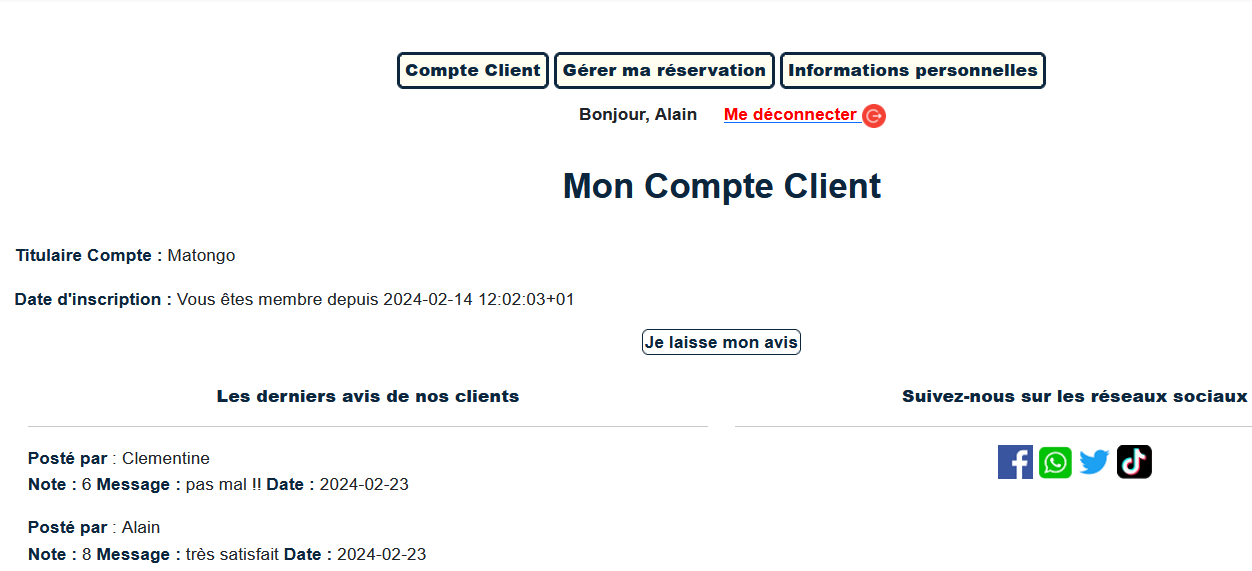 Compte Client Gérer ma réservation Informations personnelles
Bonjour, Alain Me déconnecter
Mon Compte Client
Titulaire Compte : Matongo
Date d'inscription : Vous êtes membre depuis 2024-02-14 12:02:03+01
Je laisse mon avis
Les derniers avis de nos clients
Posté par : Clementine
Note : 6 Message : pas mal !! Date : 2024-02-23
Posté par : Alain
Note : 8 Message : très satisfait Date : 2024-02-23
Suivez-nous sur les réseaux sociaux